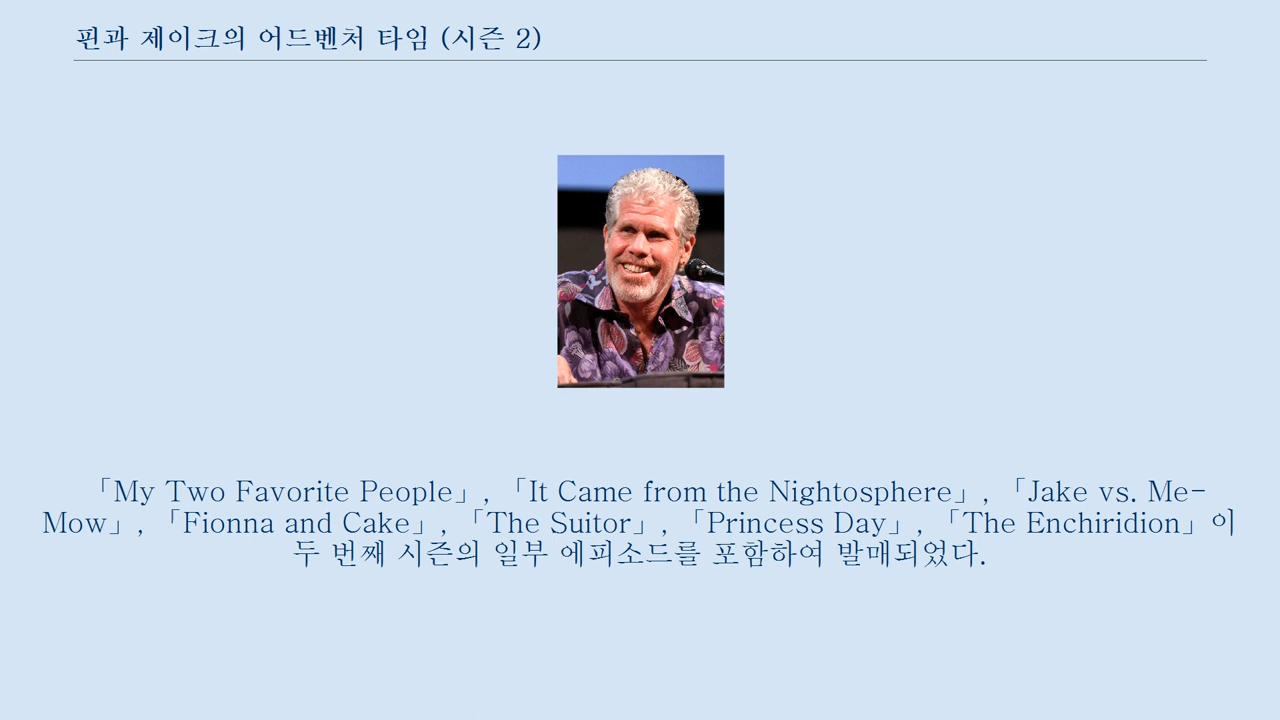 핀과 제이크의 어드벤처 타임 (시즌 2)
「My Two Favorite People」, 「It Came from the Nightosphere」, 「Jake vs. Me-
Mow」, 「Fionna and Cake」, 「The Suitor」, 「Princess Day」, 「The Enchiridion」이
두 번째 시즌의 일부 에피소드를 포함하여 발매되었다.